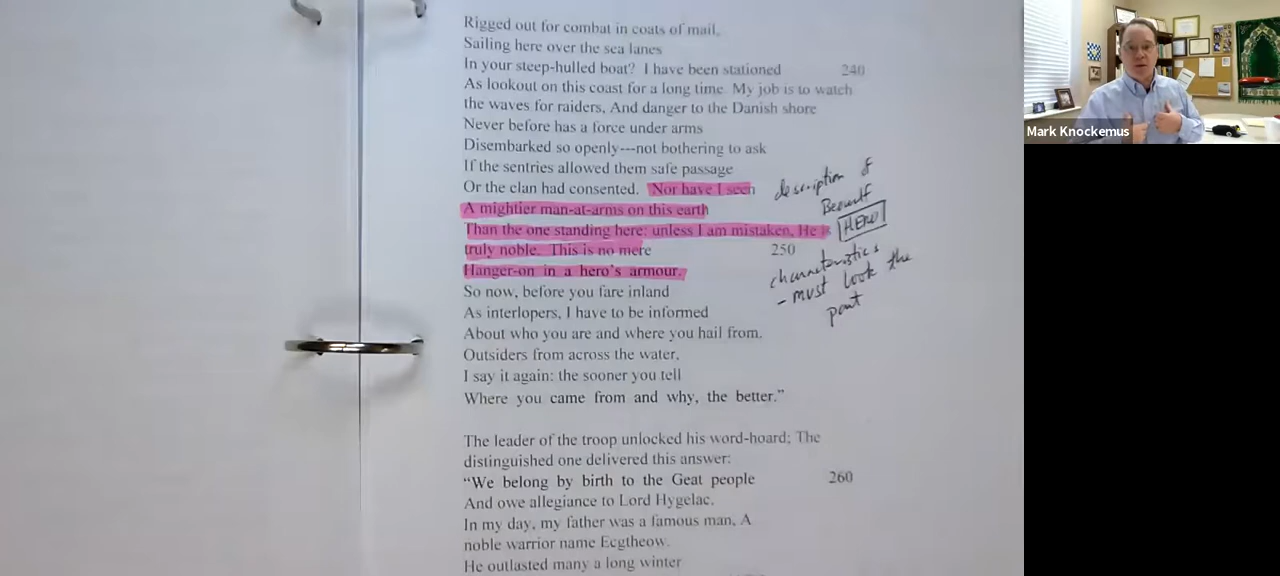 Rigged out for combat in coats of mail,
Sailing here over the sea lanes
In your steep-hulled boat? I have been stationed 240
As lookout on this coast for a long time. My job is to watch
the waves for raiders, And danger to the Danish shore
Never before has a force under arms
Disembarked so openly---not bothering to ask
If the sentries allowed them safe passage
Or the clan had consented. Nor have I seen
A mightier man-at-arms on this earth
Than the one standing here: unless I am mistaken, He is
truly noble. This is no mere 250
Hanger-on in a hero's armour.
So now, before you fare inland
As interlopers, I have to be informed
About who you are and where you hail from.
Outsiders from across the water,
I say it again: the sooner you tell
Where you came from and why, the better."
The leader of the troop unlocked his word-hoard; The
distinguished one delivered this answer:
"We belong by birth to the Geat people 260
And owe allegiance to Lord Hygelac.
In my day, my father was a famous man, A
noble warrior name Ecgtheow.
He outlasted many a long winter
description of
Beowulf
HERO
characteristics
- must look the
part
Mark Knockemus